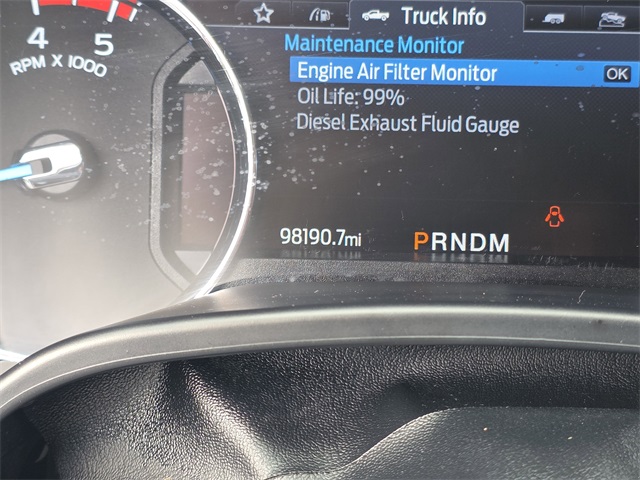 Truck Info
Maintenance Monitor
Engine Air Filter Monitor OK
Oil Life: 99%
Diesel Exhaust Fluid Gauge
4 5
RPM X 1000
98190.7mi PRNDM